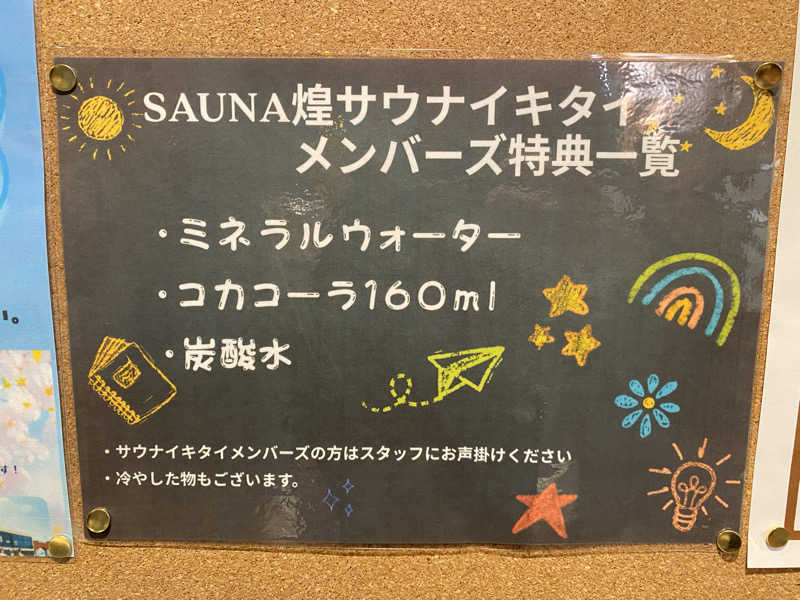 SAUNA煌サウナイキタイ
メンバーズ特典一覧
・ミネラルウォーター
・コカコーラ160ml
・炭酸水
・サウナイキタイメンバーズの方はスタッフにお声掛けください
・冷やした物もございます。
い。
す!